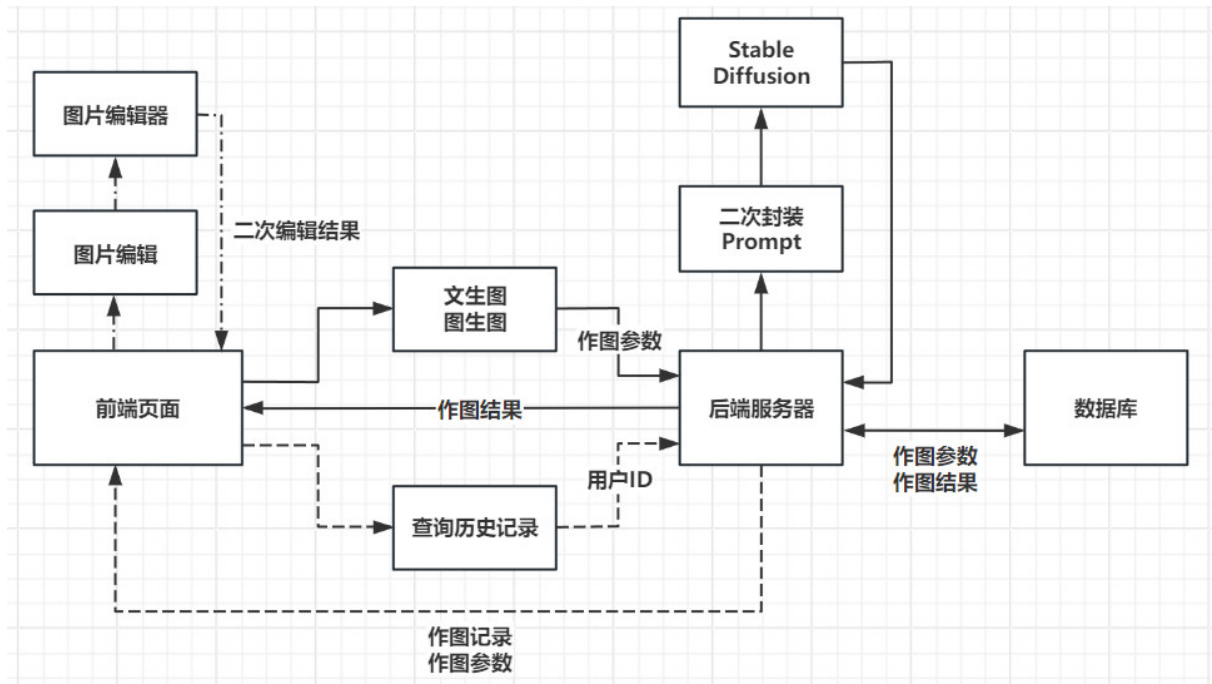 Stable
Diffusion
图片编辑器
二次封装
Prompt
二次编辑结果
图片编辑
文生图
图生图
作图参数
前端页面
作图结果
后端服务器
数据库
作图参数
作图结果
用户ID
查询历史记录
作图记录
作图参数